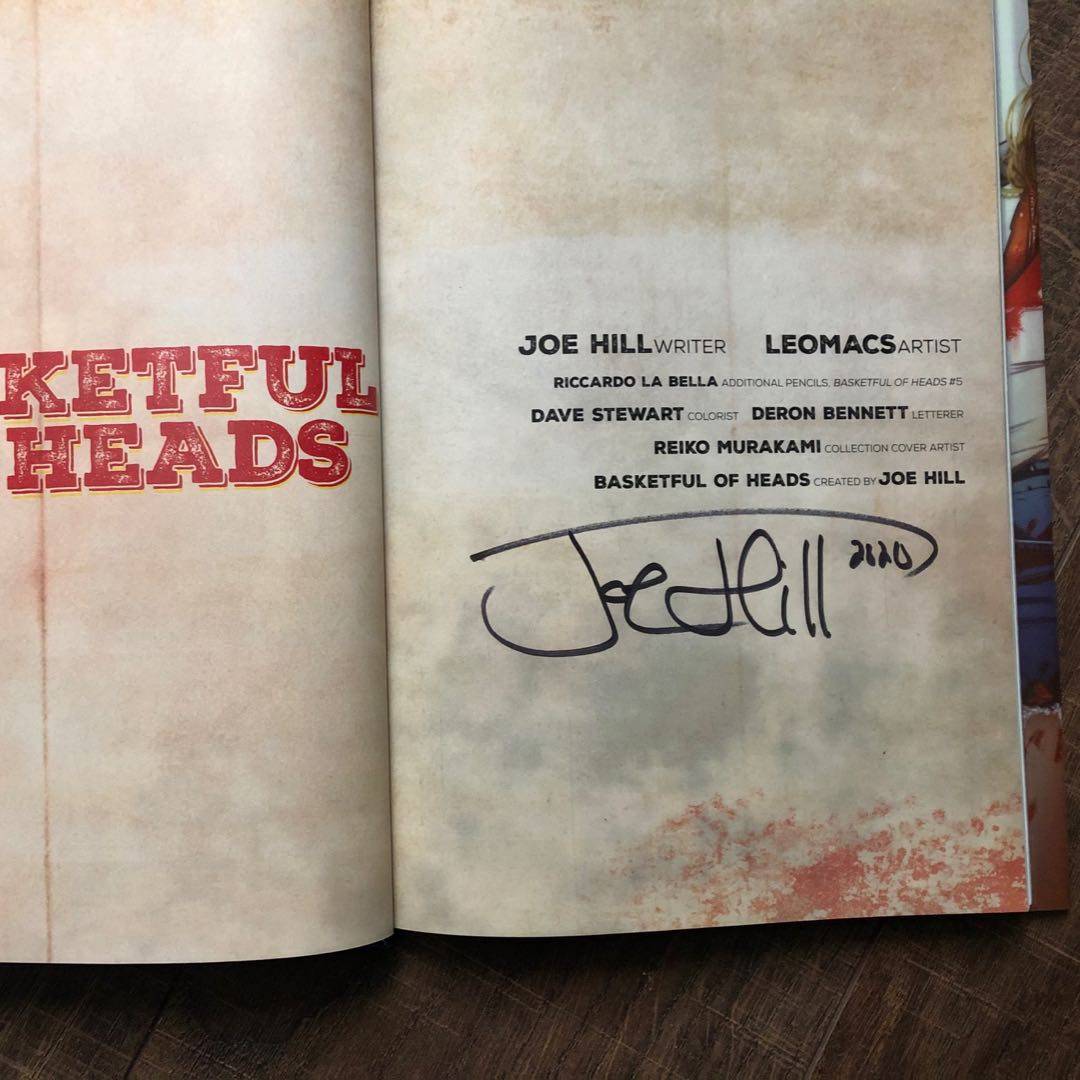 KETFUL
HEADS
JOE HILL WRITER LEOMACS ARTIST
RICCARDO LA BELLA ADDITIONAL PENCILS, BASKETFUL OF HEADS #5
DAVE STEWART COLORIST DERON BENNETT LETTERER
REIKO MURAKAMI COLLECTION COVER ARTIST
BASKETFUL OF HEADS CREATED BY JOE HILL
Joe Hill 2020